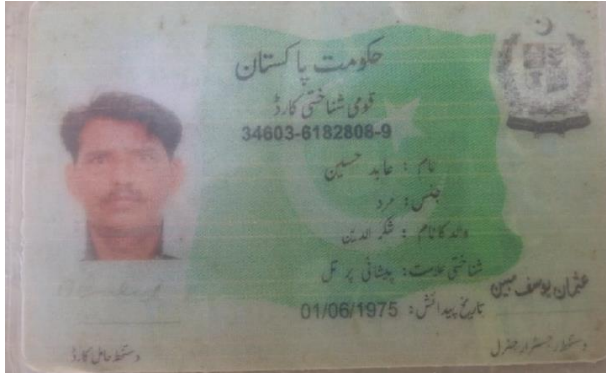 حکومت پاکستان
قومی شناختی کارڈ
34603-6182808-9
نام : عابد حسین
جنس : مرد
والد کا نام : شکر الدین
شناختی علامت: پیشانی پر تل
تاریخ پیدائش: 01/06/1975
عثمان یوسف مبین
دستخط حامل کارڈ
دستخط رجسٹرار جنرل